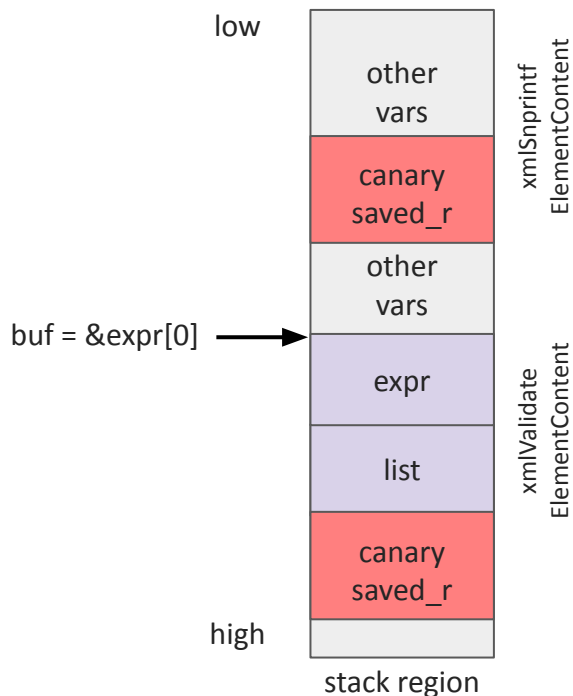 low
other
vars
canary
saved_r
xmlSnprintf
ElementContent
other
vars
buf = &expr[0]
expr
list
xmlValidate
ElementContent
canary
saved_r
high
stack region